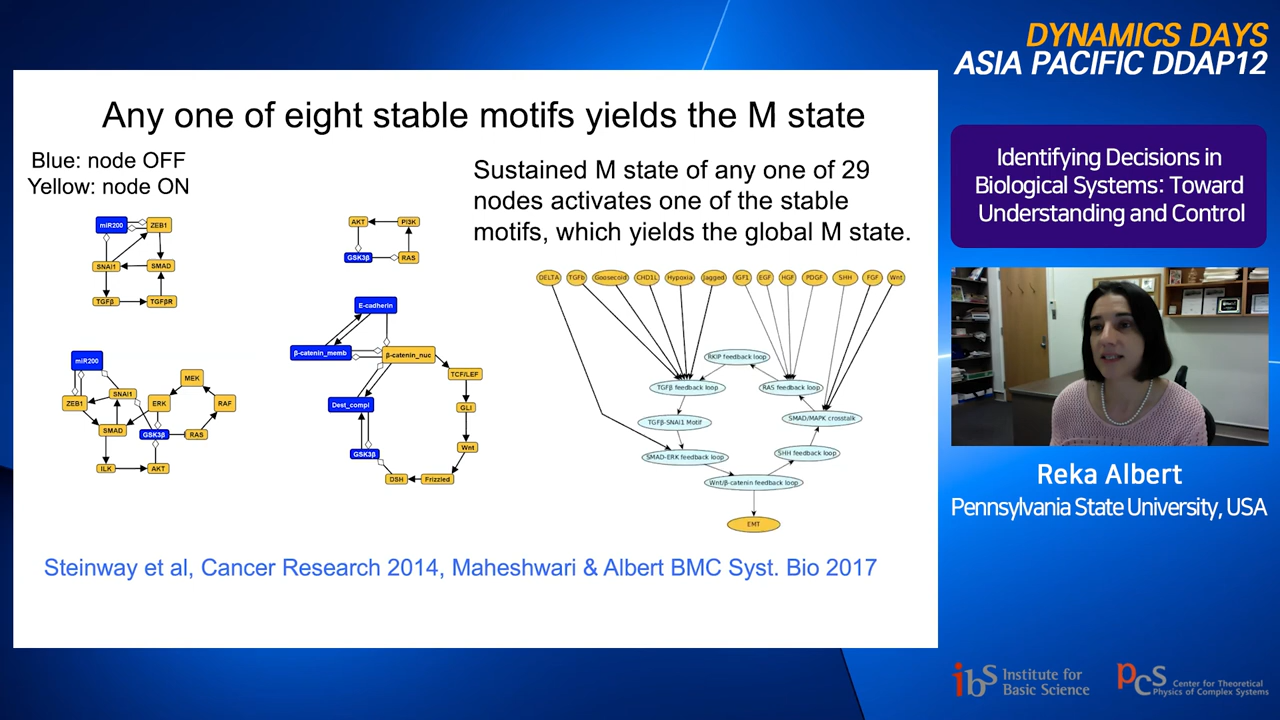 DYNAMICS DAYS
ASIA PACIFIC DDAP12
Any one of eight stable motifs yields the M state
Blue: node OFF
Yellow: node ON
Sustained M state of any one of 29
nodes activates one of the stable
motifs, which yields the global M state.
miR200
ZEB1
SNAI1
SMAD
TGFβ
TGFβR
AKT
PI3K
GSK3β
RAS
miR200
MEK
ZEB1
SNAI1
ERK
RAF
SMAD
GSK3β
RAS
ILK
AKT
E-cadherin
β-catenin_memb
β-catenin_nuc
TCF/LEF
Dest_compl
GLI
Wnt
GSK3β
DSH
Frizzled
DELTA
TGFb
Goosecoid
CHD1L
Hypoxia
Jagged
IGF1
EGF
HGF
PDGF
SHH
FGF
Wnt
RKIP feedback loop
TGFβ feedback loop
RAS feedback loop
TGFβ-SNAI1 Motif
SMAD/MAPK crosstalk
SMAD-ERK feedback loop
SHH feedback loop
Wnt/β-catenin feedback loop
EMT
Steinway et al, Cancer Research 2014, Maheshwari & Albert BMC Syst. Bio 2017
Identifying Decisions in
Biological Systems: Toward
Understanding and Control
Reka Albert
Pennsylvania State University, USA
ibs Institute for
Basic Science
PCS Center for Theoretical
Physics of Complex Systems